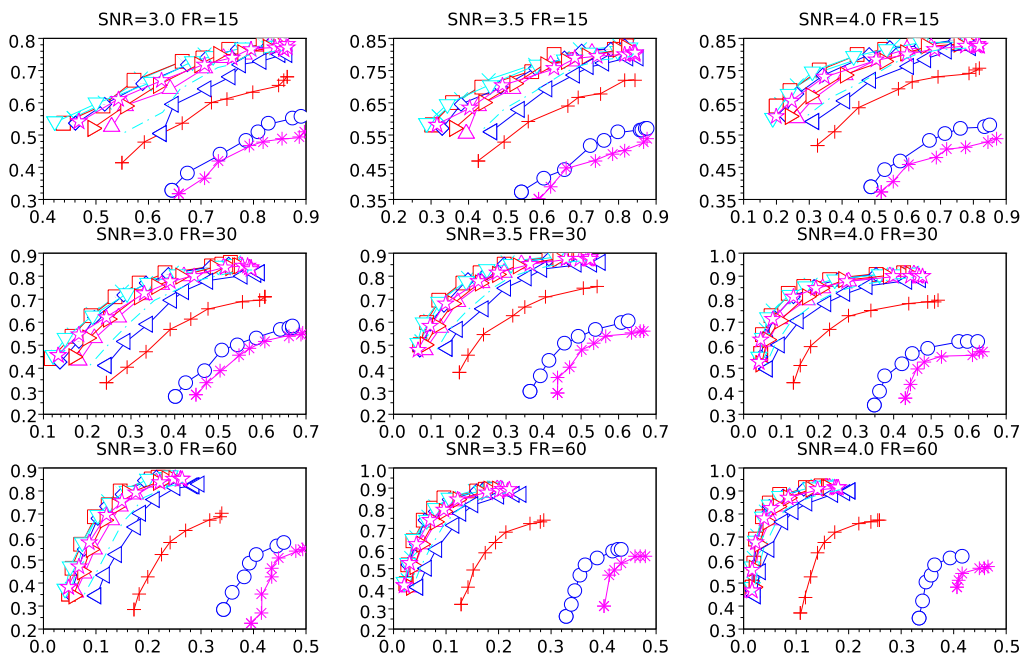 SNR=3.0 FR=15 SNR=3.5 FR=15 SNR=4.0 FR=15
0.8 0.85 0.85
0.7 0.75 0.75
0.6 0.65 0.65
0.5 0.55 0.55
0.4 0.45 0.45
0.3 0.35 0.35
0.4 0.5 0.6 0.7 0.8 0.9 0.2 0.3 0.4 0.5 0.6 0.7 0.8 0.9 0.1 0.2 0.3 0.4 0.5 0.6 0.7 0.8 0.9
SNR=3.0 FR=30 SNR=3.5 FR=30 SNR=4.0 FR=30
0.9 0.9 1.0
0.8 0.8 0.9
0.7 0.7 0.8
0.6 0.6 0.7
0.5 0.5 0.6
0.4 0.4 0.5
0.3 0.3 0.4
0.2 0.2 0.3
0.1 0.2 0.3 0.4 0.5 0.6 0.7 0.0 0.1 0.2 0.3 0.4 0.5 0.6 0.7 0.0 0.1 0.2 0.3 0.4 0.5 0.6 0.7
SNR=3.0 FR=60 SNR=3.5 FR=60 SNR=4.0 FR=60
0.9 1.0 1.0
0.8 0.9 0.9
0.7 0.8 0.8
0.6 0.7 0.7
0.5 0.6 0.6
0.4 0.5 0.5
0.3 0.4 0.4
0.2 0.3 0.3
0.2
0.0 0.1 0.2 0.3 0.4 0.5 0.0 0.1 0.2 0.3 0.4 0.5 0.0 0.1 0.2 0.3 0.4 0.5